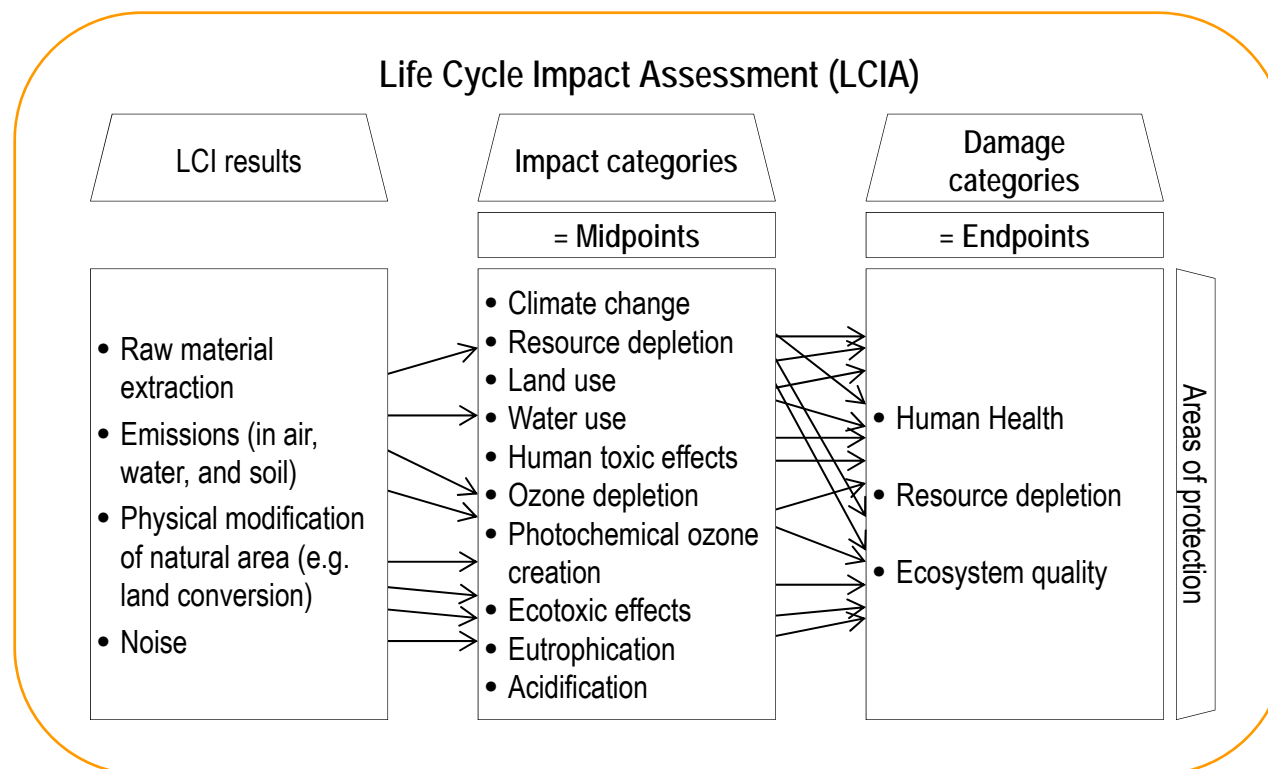 Life Cycle Impact Assessment (LCIA)
LCI results
Impact categories
Damage
categories
= Midpoints
= Endpoints
• Raw material
extraction
• Emissions (in air,
water, and soil)
• Physical modification
of natural area (e.g.
land conversion)
• Noise
• Climate change
• Resource depletion
• Land use
• Water use
• Human toxic effects
• Ozone depletion
• Photochemical ozone
creation
• Ecotoxic effects
• Eutrophication
• Acidification
• Human Health
• Resource depletion
• Ecosystem quality
Areas of protection